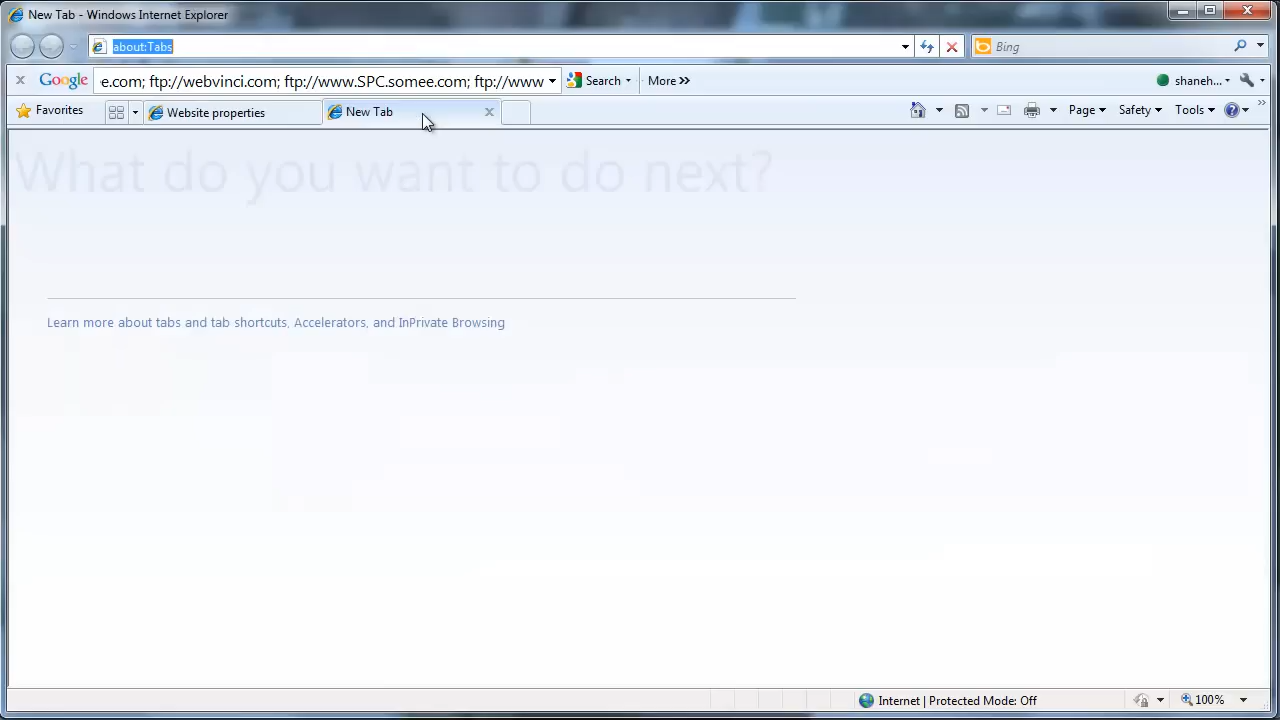 New Tab - Windows Internet Explorer
about:Tabs
Bing
Google
e.com; ftp://webvinci.com; ftp://www.SPC.somee.com; ftp://www
Search
More »
shaneh...
Favorites
Website properties
New Tab
Page
Safety
Tools
»
What do you want to do next?
Learn more about tabs and tab shortcuts, Accelerators, and InPrivate Browsing
Internet | Protected Mode: Off
100%